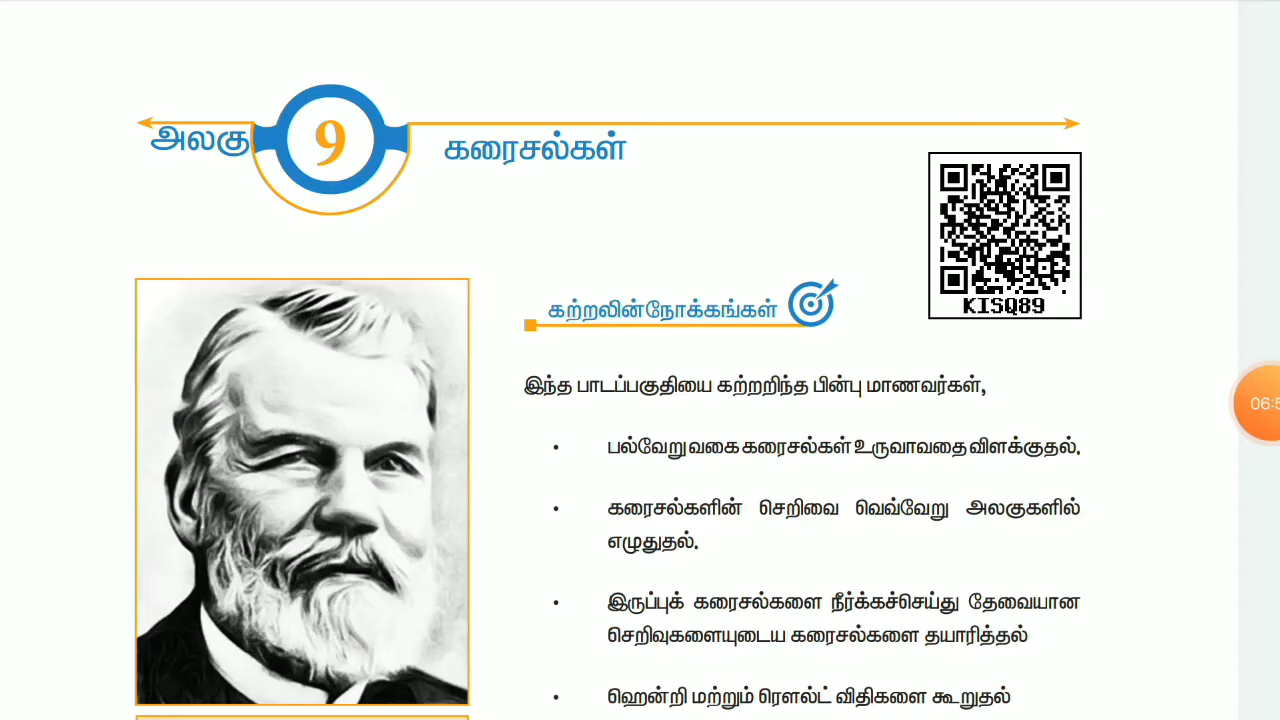 அலகு 9 கரைசல்கள்
KISQ89
கற்றலின்நோக்கங்கள்
இந்த பாடப்பகுதியை கற்றறிந்த பின்பு மாணவர்கள்,
• பல்வேறு வகை கரைசல்கள் உருவாவதை விளக்குதல்.
• கரைசல்களின் செறிவை வெவ்வேறு அலகுகளில்
எழுதுதல்.
• இருப்புக் கரைசல்களை நீர்க்கச்செய்து தேவையான
செறிவுகளையுடைய கரைசல்களை தயாரித்தல்
• ஹென்றி மற்றும் ரௌல்ட் விதிகளை கூறுதல்